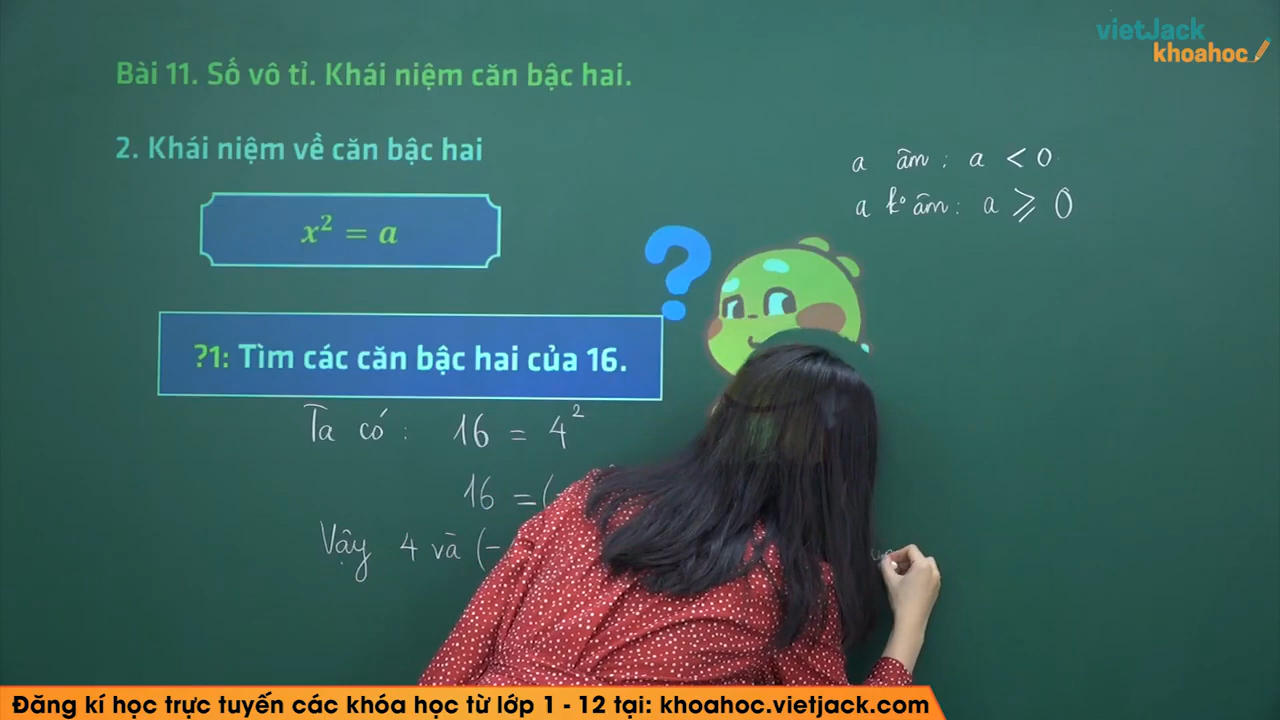 vietJack
khoahoc
Bài 11. Số vô tỉ. Khái niệm căn bậc hai.
2. Khái niệm về căn bậc hai
x² = a
a âm : a < 0
a k° âm : a ⩾ 0
?
?1: Tìm các căn bậc hai của 16.
Ta có : 16 = 4²
16 = (-
Vậy 4 và (-
Đăng kí học trực tuyến các khóa học từ lớp 1 - 12 tại: khoahoc.vietjack.com